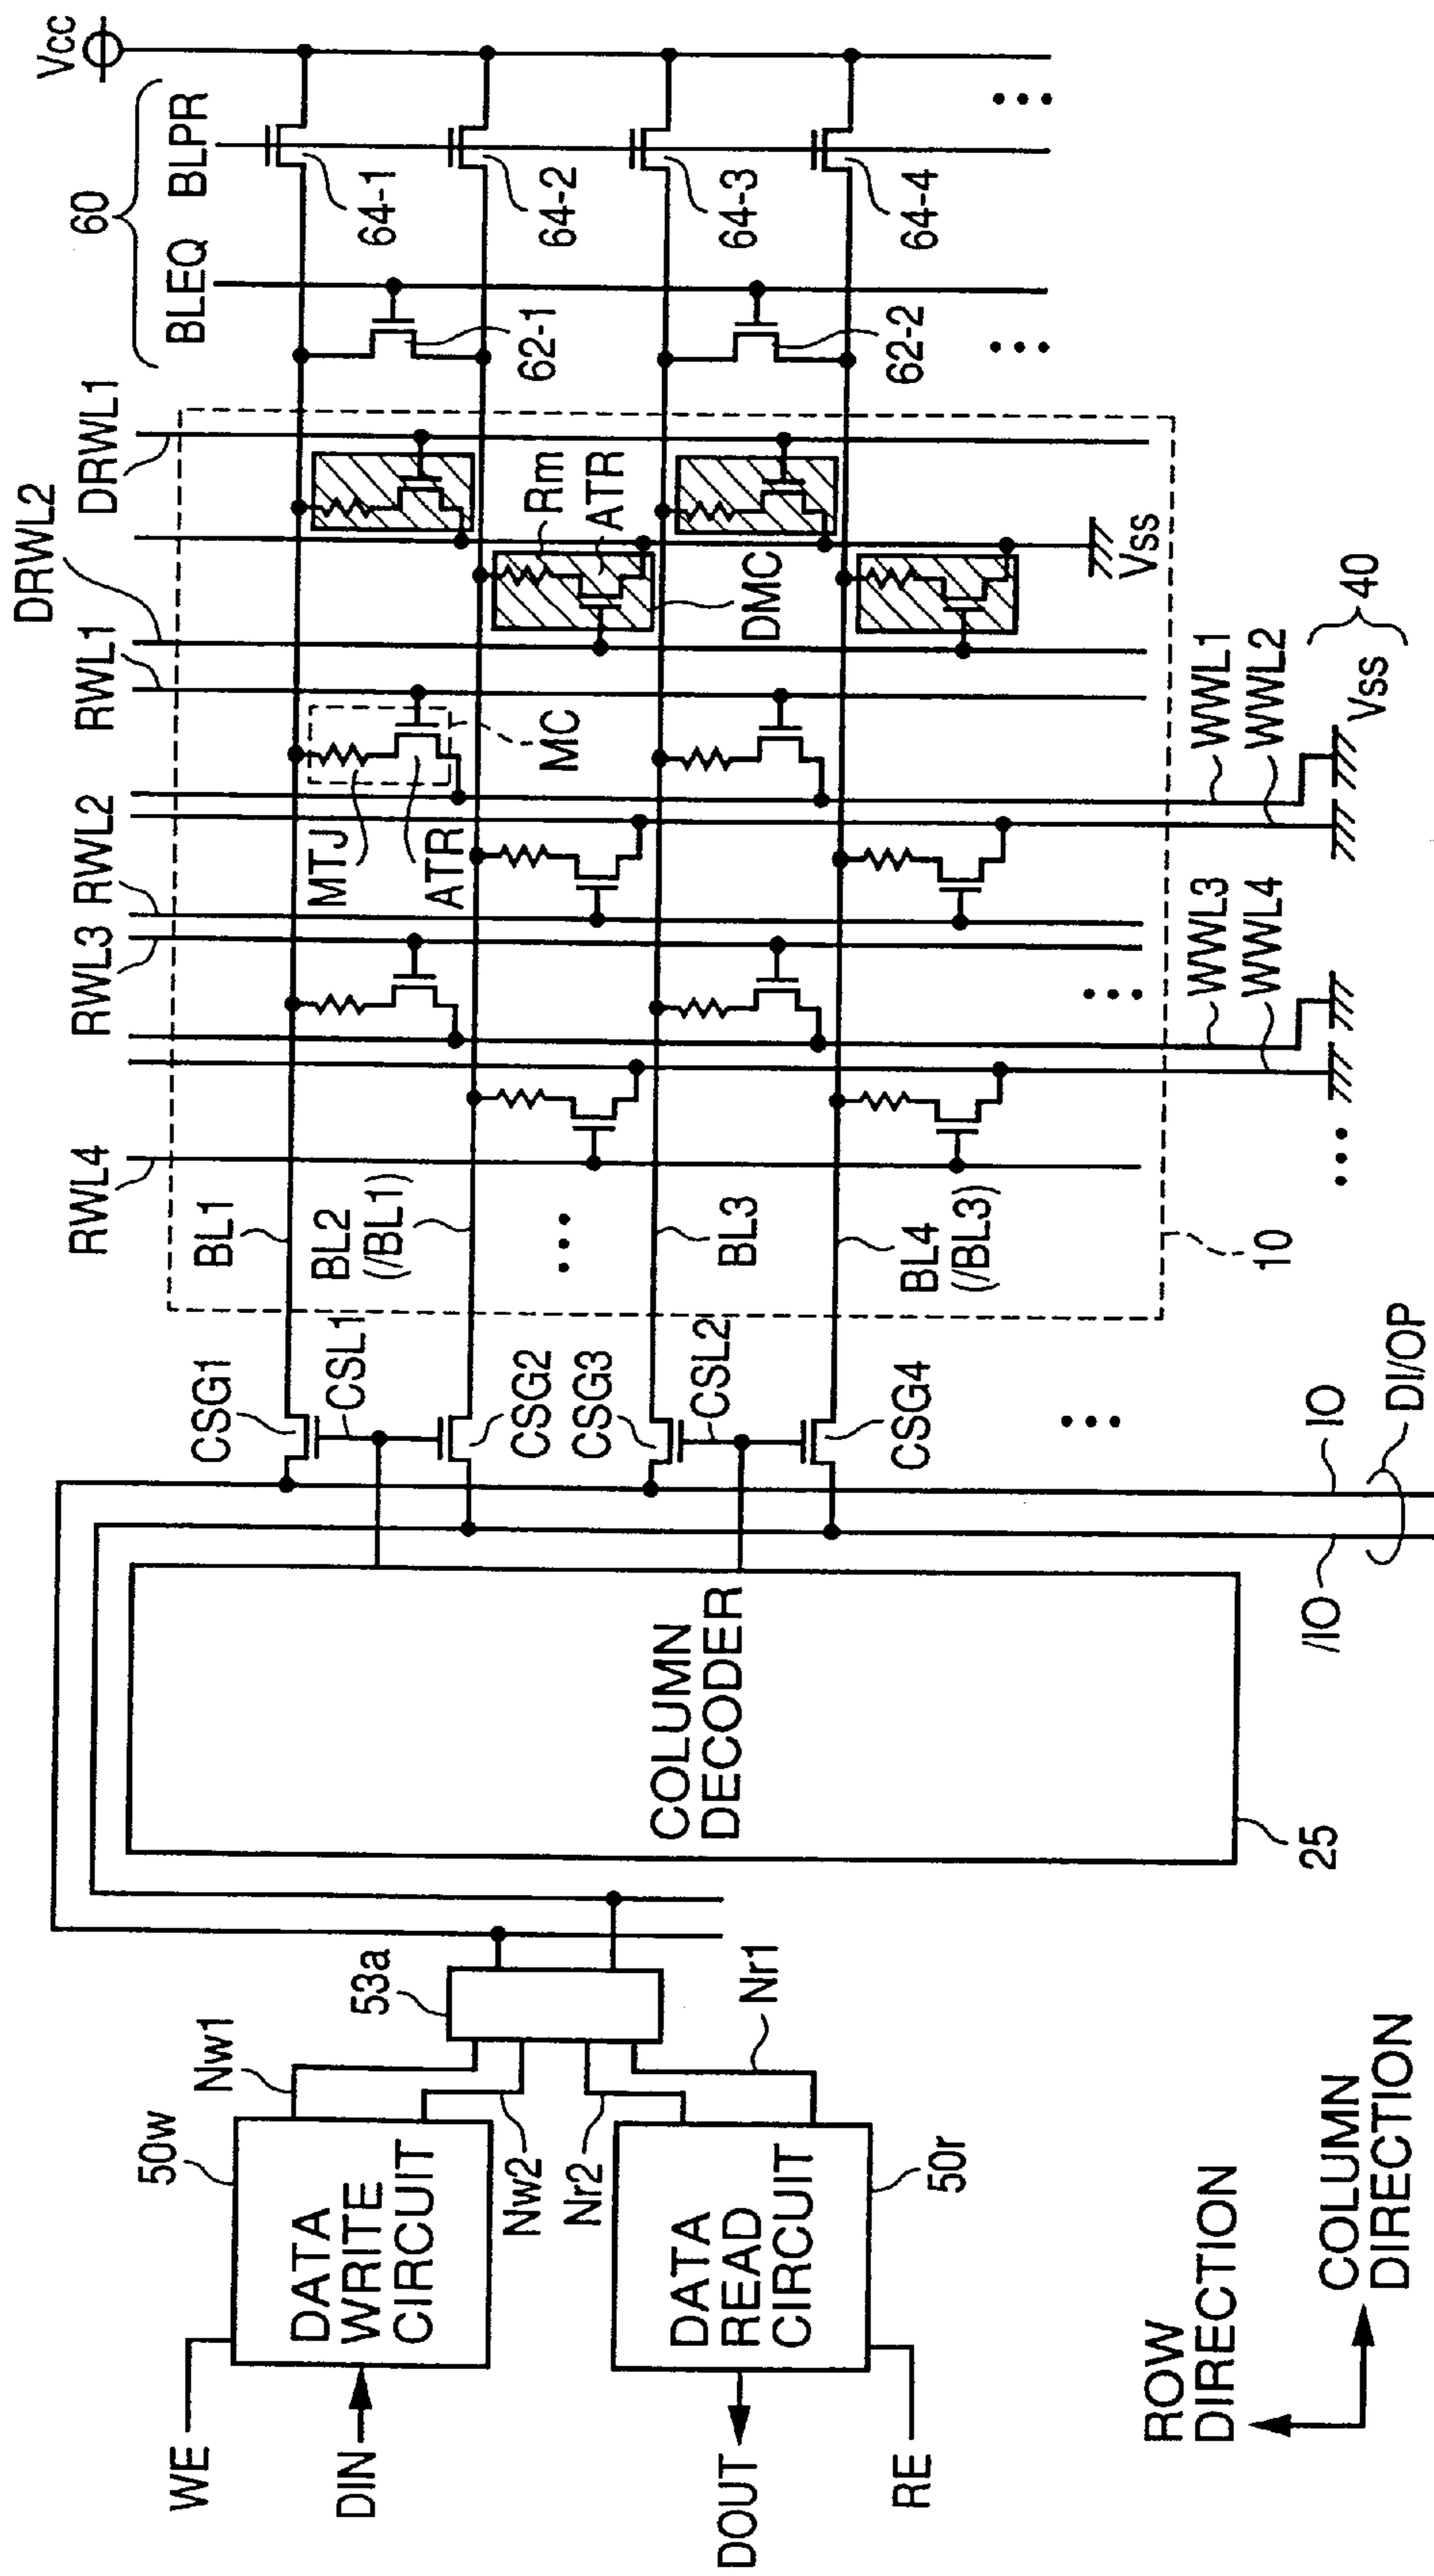 Vcc
60
BLEQ
BLPR
64-1
64-2
64-3
64-4
62-1
62-2
DRWL1
DRWL2
RWL1
RWL2
RWL3
RWL4
Rm
ATR
DMC
Vss
MC
MTJ
ATR
WWL1
WWL2
WWL3
WWL4
Vss
40
BL1
BL2
(/BL1)
BL3
BL4
(/BL3)
10
CSG1
CSL1
CSG2
CSG3
CSL2
CSG4
IO
/IO
DI/OP
COLUMN
DECODER
25
53a
Nw1
Nw2
Nr2
Nr1
50w
DATA
WRITE
CIRCUIT
WE
DIN
50r
DATA
READ
CIRCUIT
DOUT
RE
ROW
DIRECTION
COLUMN
DIRECTION